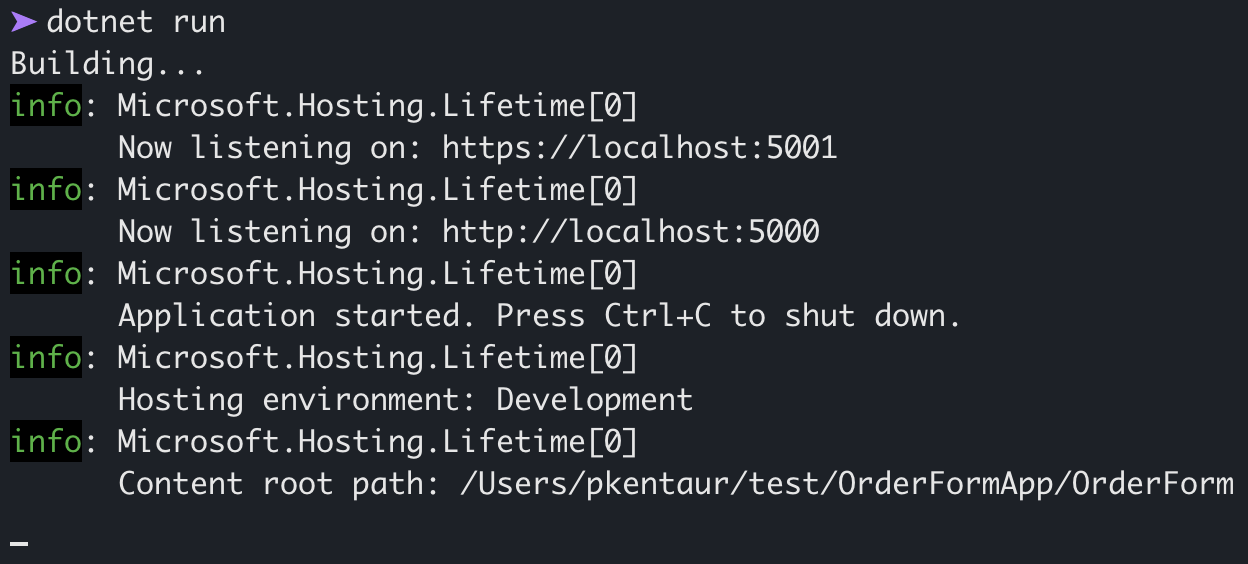 ➤ dotnet run
Building...
info: Microsoft.Hosting.Lifetime[0]
Now listening on: https://localhost:5001
info: Microsoft.Hosting.Lifetime[0]
Now listening on: http://localhost:5000
info: Microsoft.Hosting.Lifetime[0]
Application started. Press Ctrl+C to shut down.
info: Microsoft.Hosting.Lifetime[0]
Hosting environment: Development
info: Microsoft.Hosting.Lifetime[0]
Content root path: /Users/pkentaur/test/OrderFormApp/OrderForm